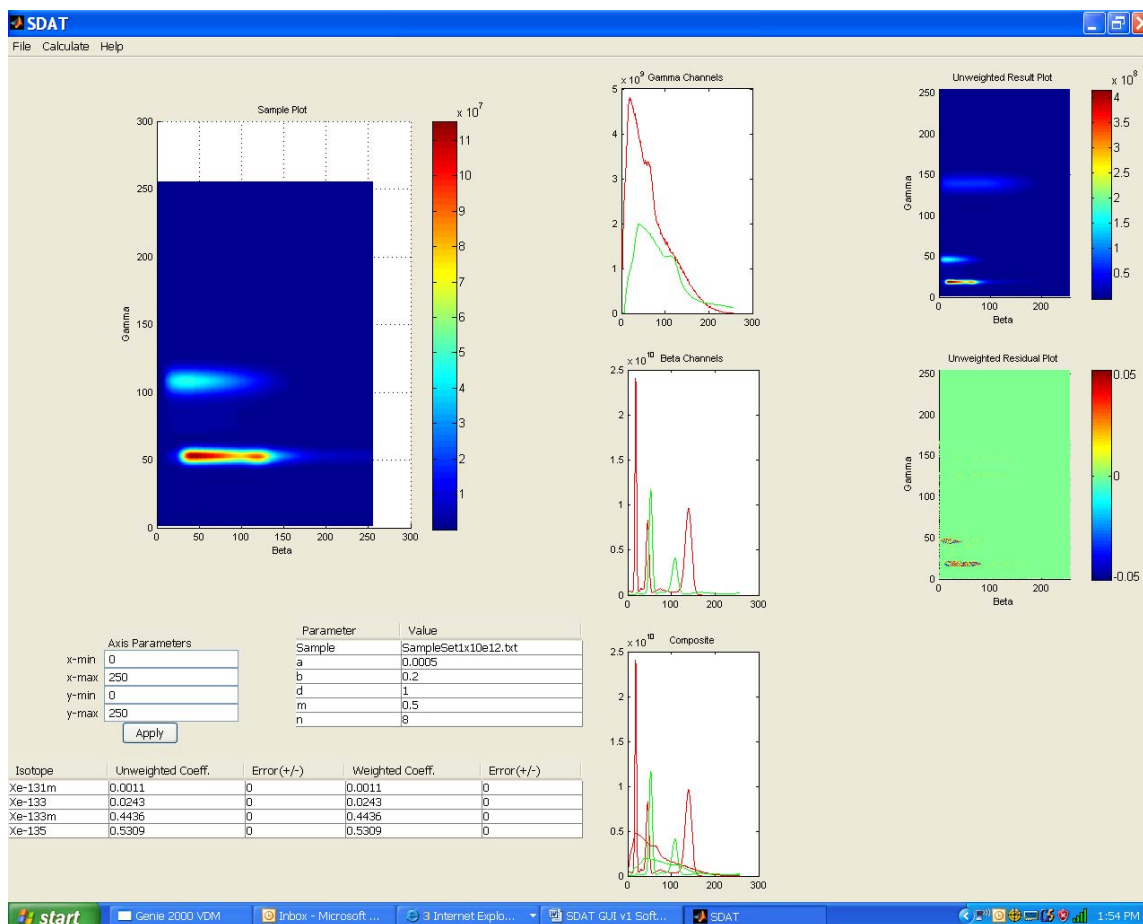 SDAT
File Calculate Help
Sample Plot
x 10^7
300
250
200
150
100
50
0
Gamma
0 50 100 150 200 250 300
Beta
11
10
9
8
7
6
5
4
3
2
1
x 10^9 Gamma Channels
5
4
3
2
1
0
0 100 200 300
Unweighted Result Plot x 10^8
250
200
150
100
50
0
Gamma
0 100 200
Beta
4
3.5
3
2.5
2
1.5
1
0.5
x 10^10 Beta Channels
2.5
2
1.5
1
0.5
0
0 100 200 300
Unweighted Residual Plot
250
200
150
100
50
0
Gamma
0 100 200
Beta
0.05
0
-0.05
x 10^10 Composite
2.5
2
1.5
1
0.5
0
0 100 200 300
Axis Parameters
x-min 0
x-max 250
y-min 0
y-max 250
Apply
Parameter Value
Sample SampleSet1x10e12.txt
a 0.0005
b 0.2
d 1
m 0.5
n 8
Isotope Unweighted Coeff. Error(+/-) Weighted Coeff. Error(+/-)
Xe-131m 0.0011 0 0.0011 0
Xe-133 0.0243 0 0.0243 0
Xe-133m 0.4436 0 0.4436 0
Xe-135 0.5309 0 0.5309 0
start Genie 2000 VDM Inbox - Microsoft ... 3 Internet Explo... SDAT GUI v1 Soft... SDAT 1:54 PM